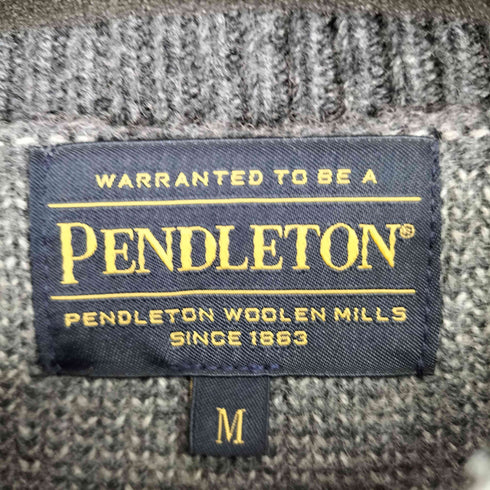 WARRANTED TO BE A
PENDLETON®
PENDLETON WOOLEN MILLS
SINCE 1863
M